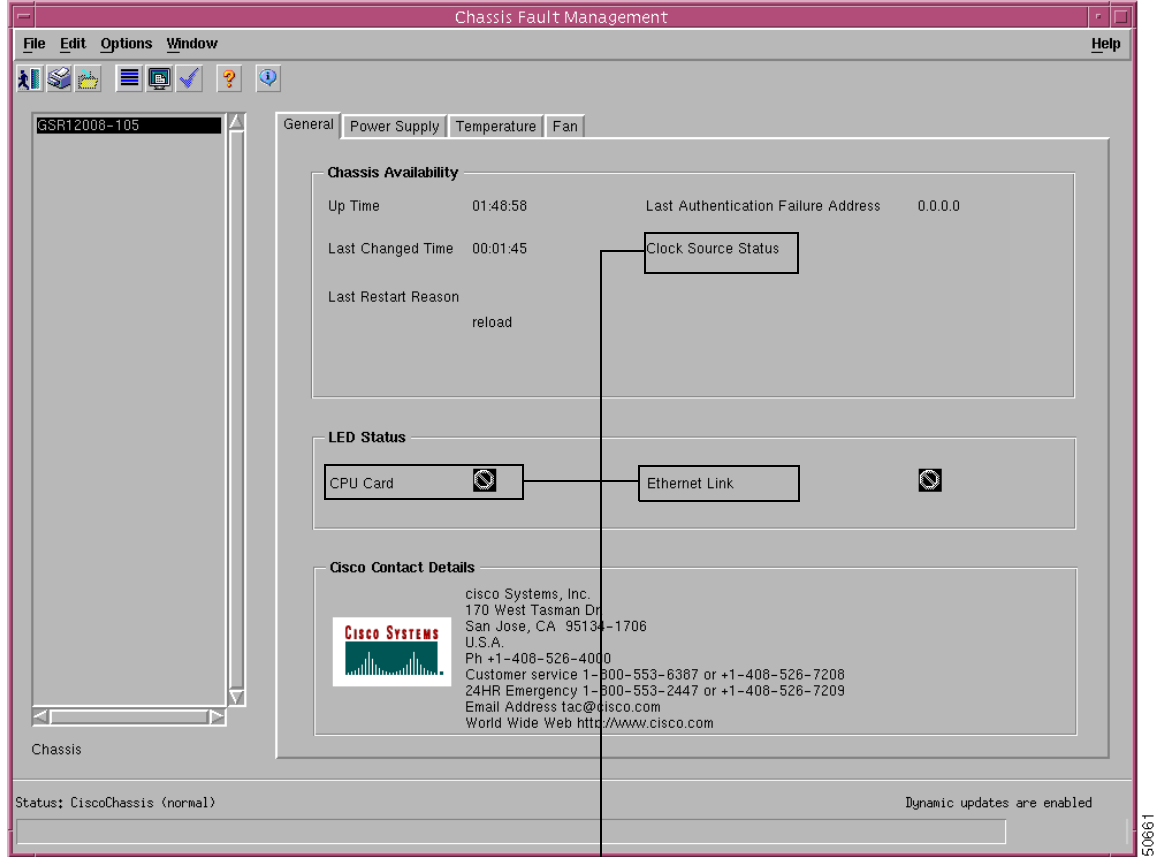 Chassis Fault Management
File Edit Options Window Help
GSR12008-105
General Power Supply Temperature Fan
Chassis Availability
Up Time 01:48:58 Last Authentication Failure Address 0.0.0.0
Last Changed Time 00:01:45 Clock Source Status
Last Restart Reason
reload
LED Status
CPU Card Ethernet Link
Cisco Contact Details
CISCO SYSTEMS
cisco Systems, Inc.
170 West Tasman Dr.
San Jose, CA 95134-1706
U.S.A.
Ph +1-408-526-4000
Customer service 1-800-553-6387 or +1-408-526-7208
24HR Emergency 1-800-553-2447 or +1-408-526-7209
Email Address tac@cisco.com
World Wide Web http://www.cisco.com
Chassis
Status: CiscoChassis (normal) Dynamic updates are enabled
50661